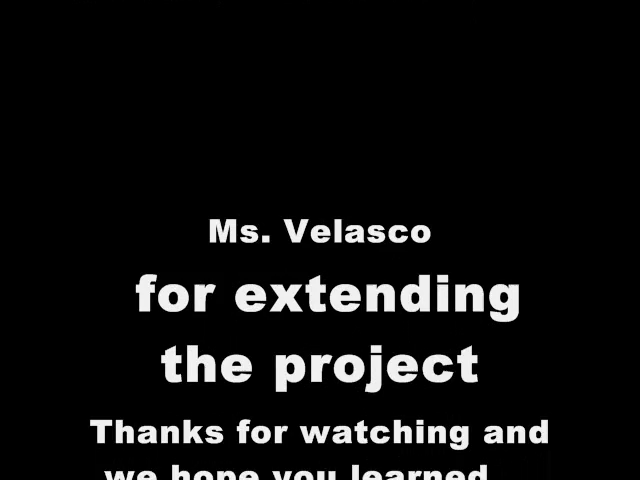 Ms. Velasco
for extending
the project
Thanks for watching and
we hope you learned